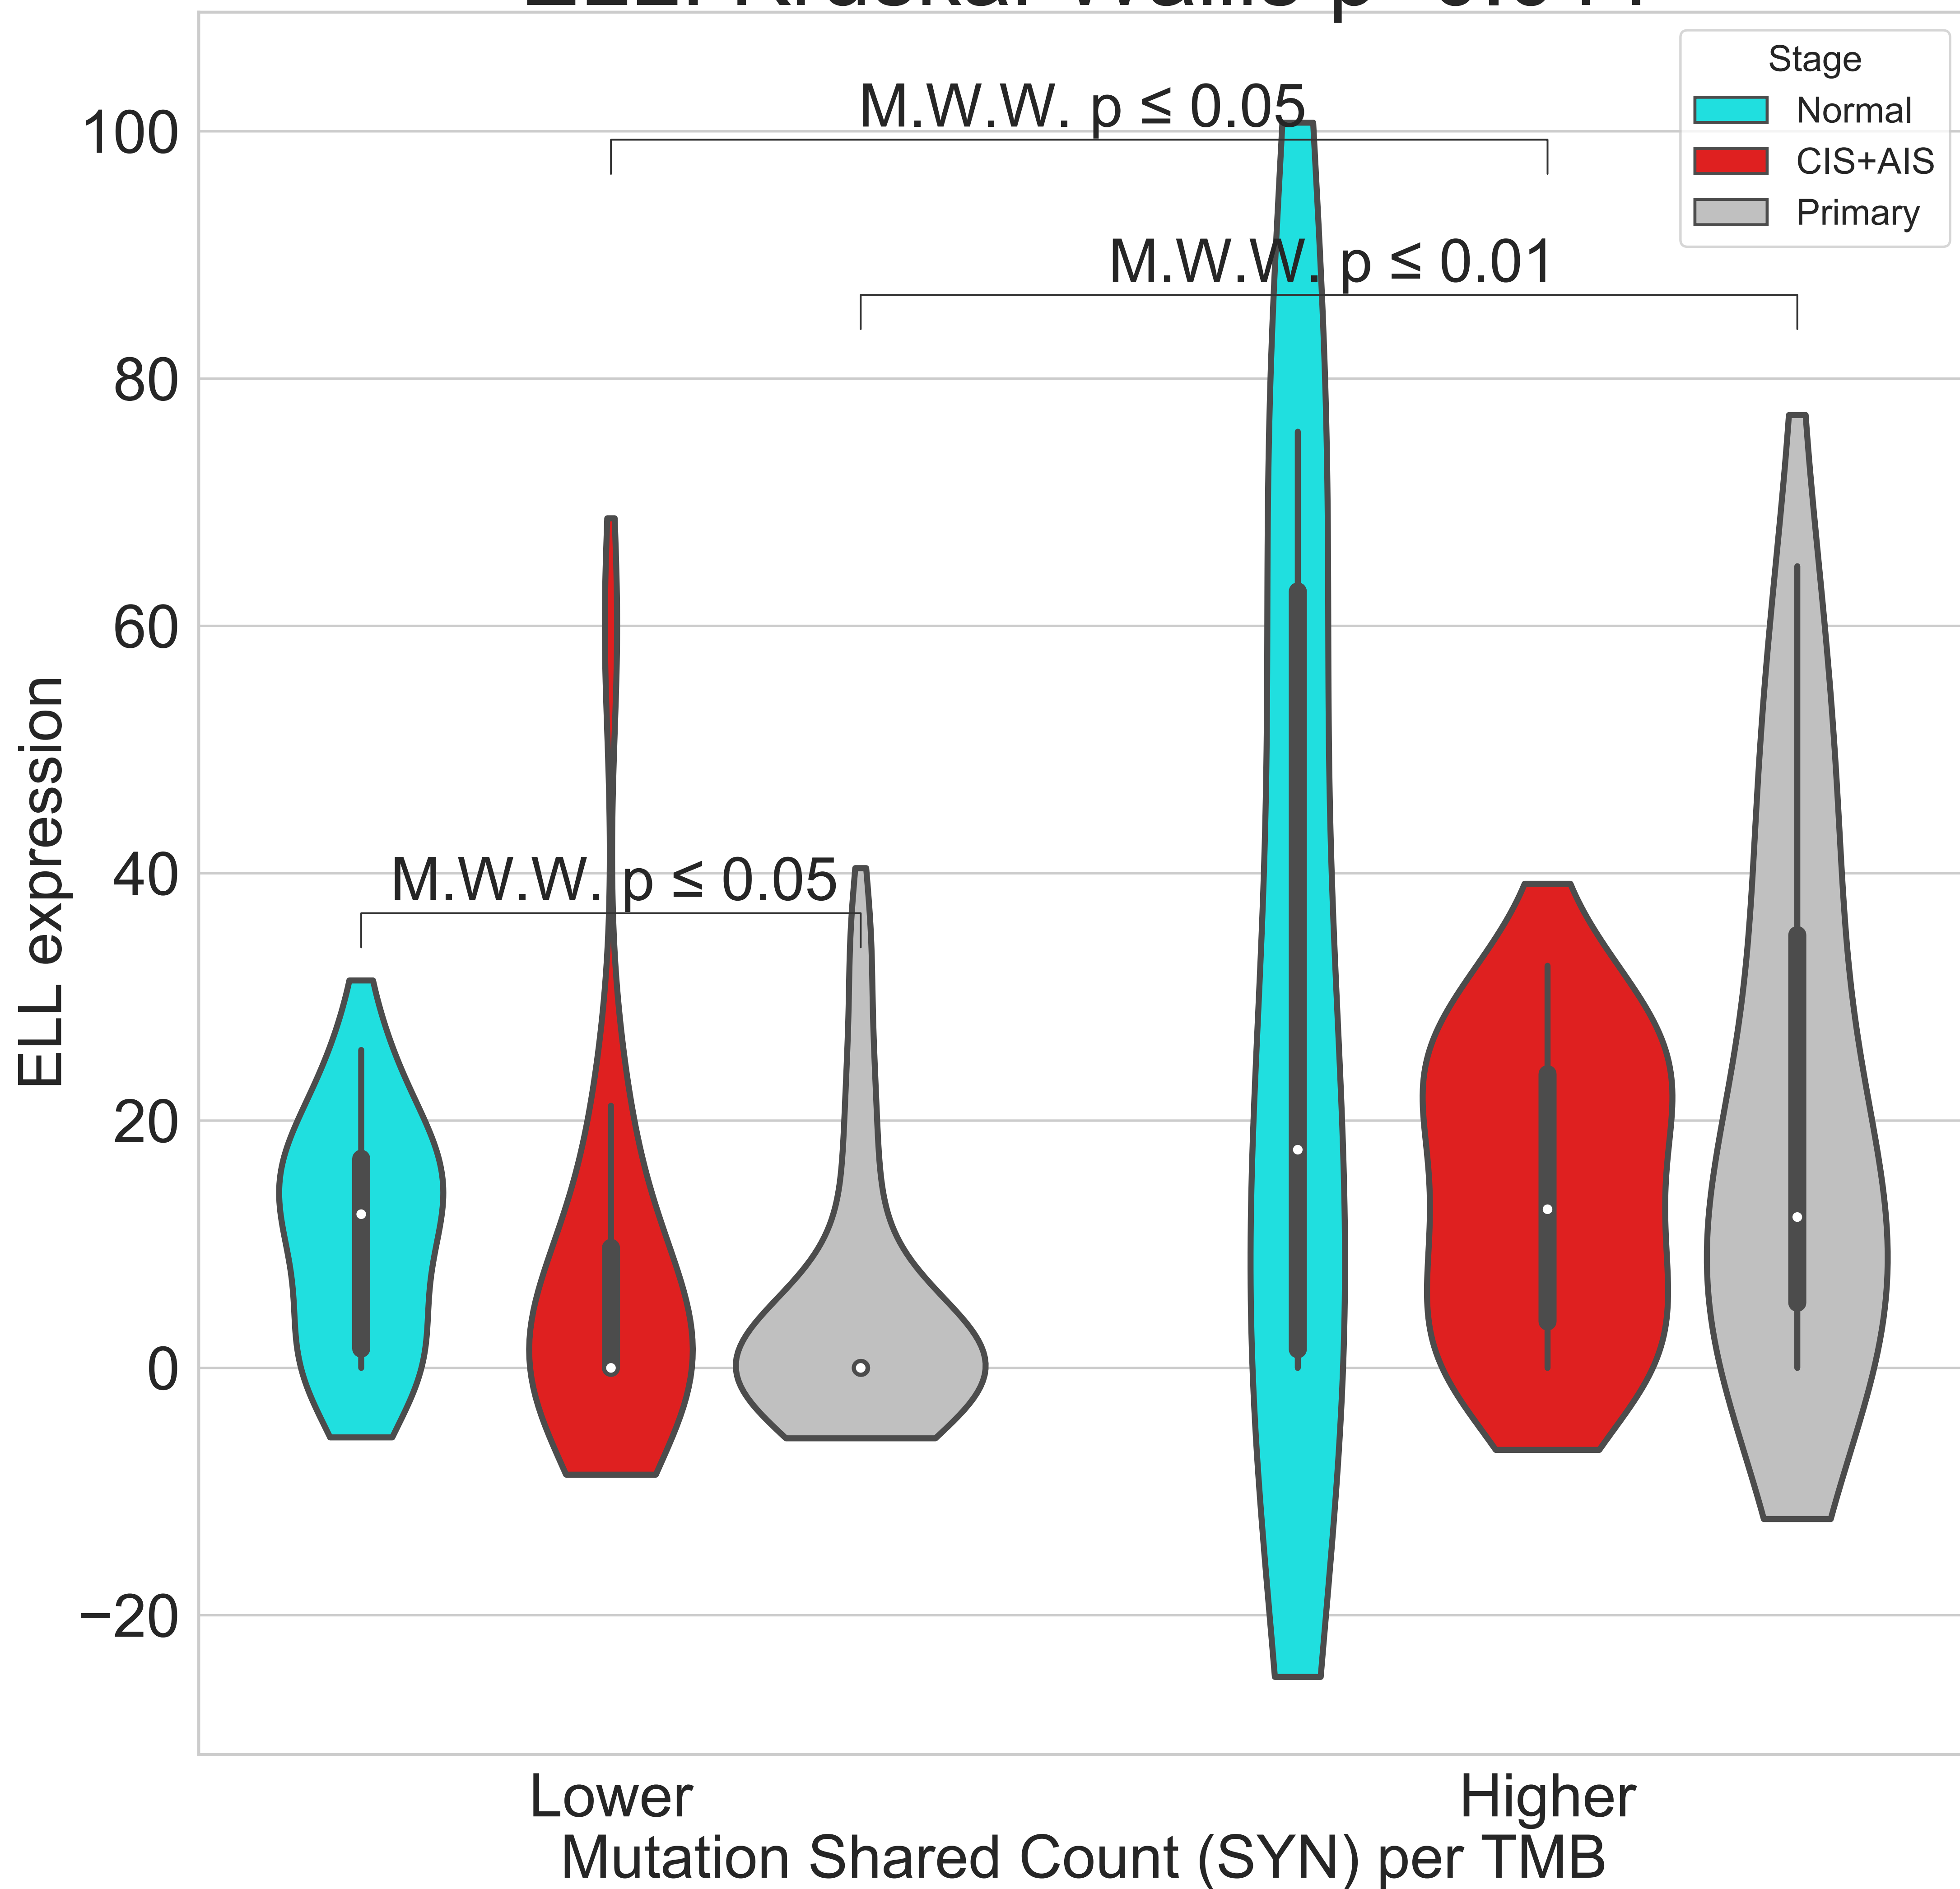 Stage
Normal
CIS+AIS
Primary
M.W.W. p ≤ 0.05
M.W.W. p ≤ 0.01
M.W.W. p ≤ 0.05
100
80
60
40
20
0
−20
ELL expression
Lower
Higher
Mutation Shared Count (SYN) per TMB